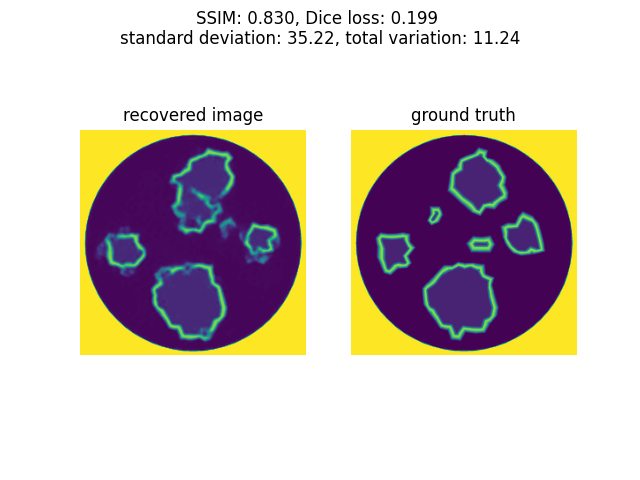 SSIM: 0.830, Dice loss: 0.199
standard deviation: 35.22, total variation: 11.24
recovered image
ground truth